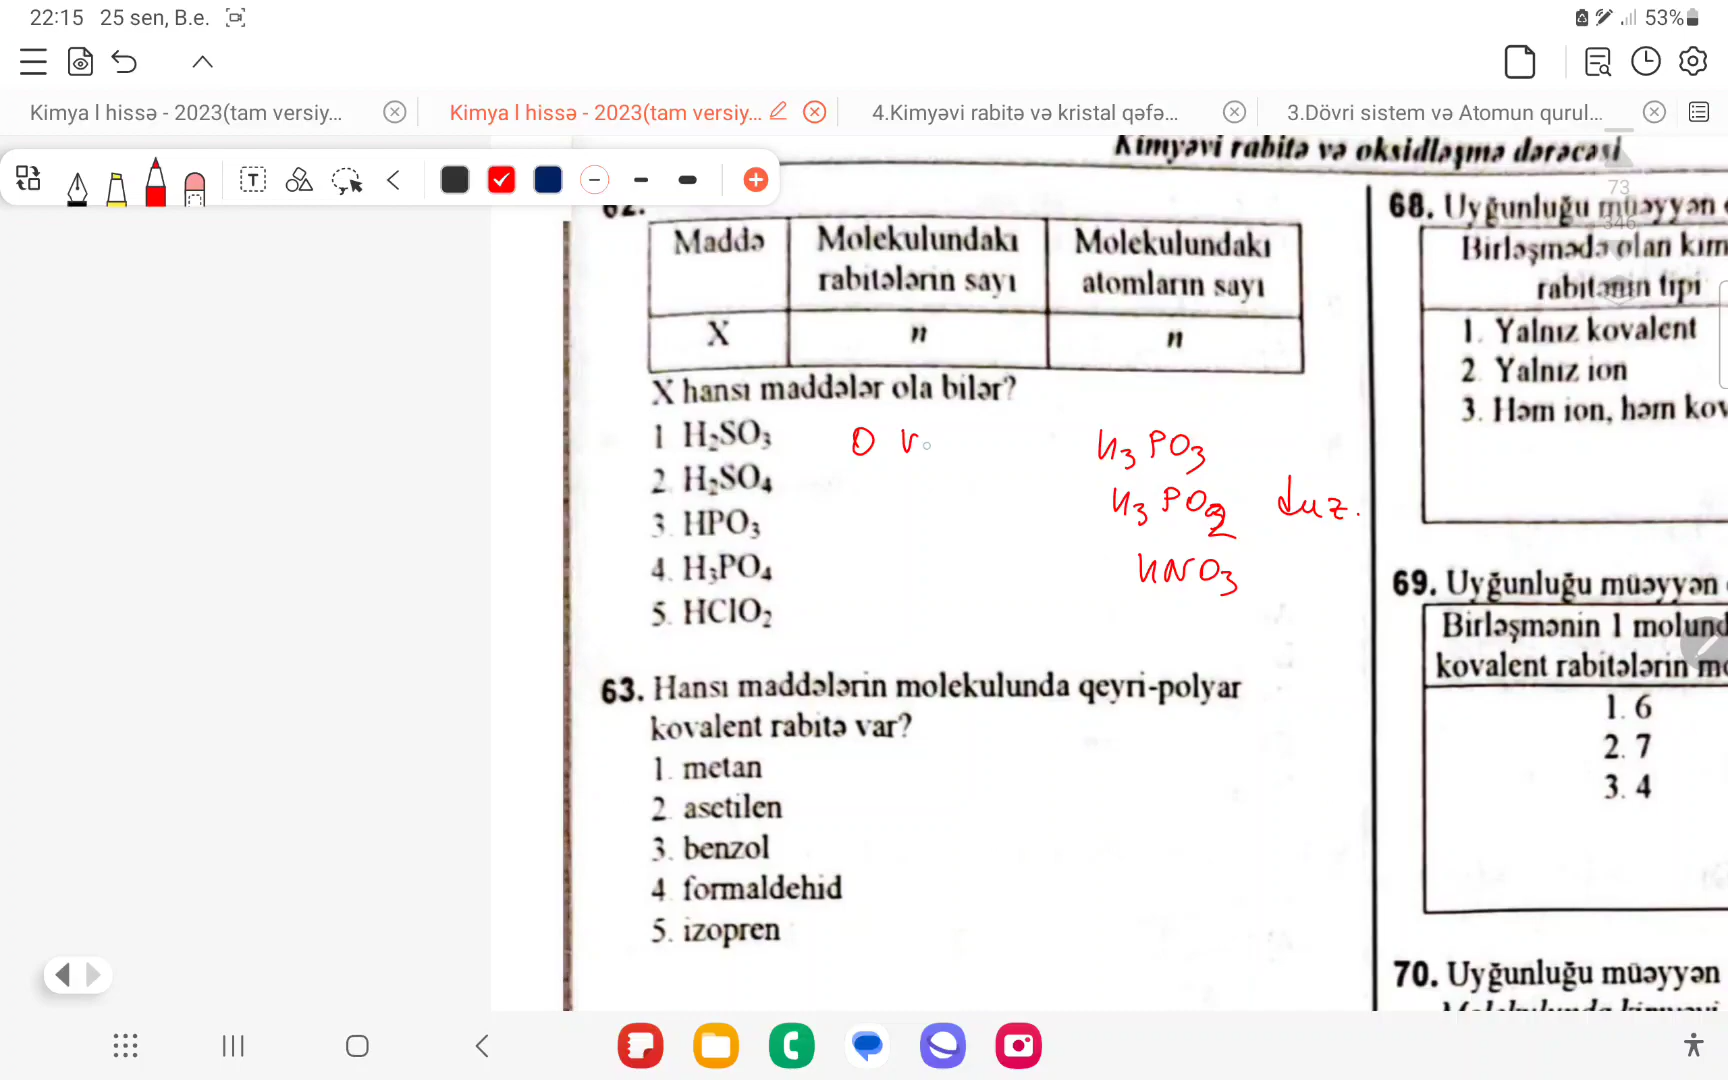 22:15 25 sen, B.e. 53%
Kimya I hissə - 2023(tam versiy...
Kimya I hissə - 2023(tam versiy...
4.Kimyəvi rabitə və kristal qəfə...
3.Dövri sistem və Atomun qurul...
Kimyəvi rabitə və oksidləşmə dərəcəsi
73
346
62.
Maddə Molekulundakı rabitələrin sayı Molekulundakı atomların sayı
X n n
X hansı maddələr ola bilər?
1 H₂SO₃
2. H₂SO₄
3. HPO₃
4. H₃PO₄
5. HClO₂
O
H₃PO₃
H₃PO₂ duz.
HNO₃
63. Hansı maddələrin molekulunda qeyri-polyar
kovalent rabitə var?
1. metan
2. asetilen
3. benzol
4. formaldehid
5. izopren
68. Uyğunluğu müəyyən
Birləşmədə olan kim
rabitənin tipi
1. Yalnız kovalent
2. Yalnız ion
3. Həm ion, həm kov
69. Uyğunluğu müəyyən
Birləşmənin 1 molund
kovalent rabitələrin mo
1. 6
2. 7
3. 4
70. Uyğunluğu müəyyən